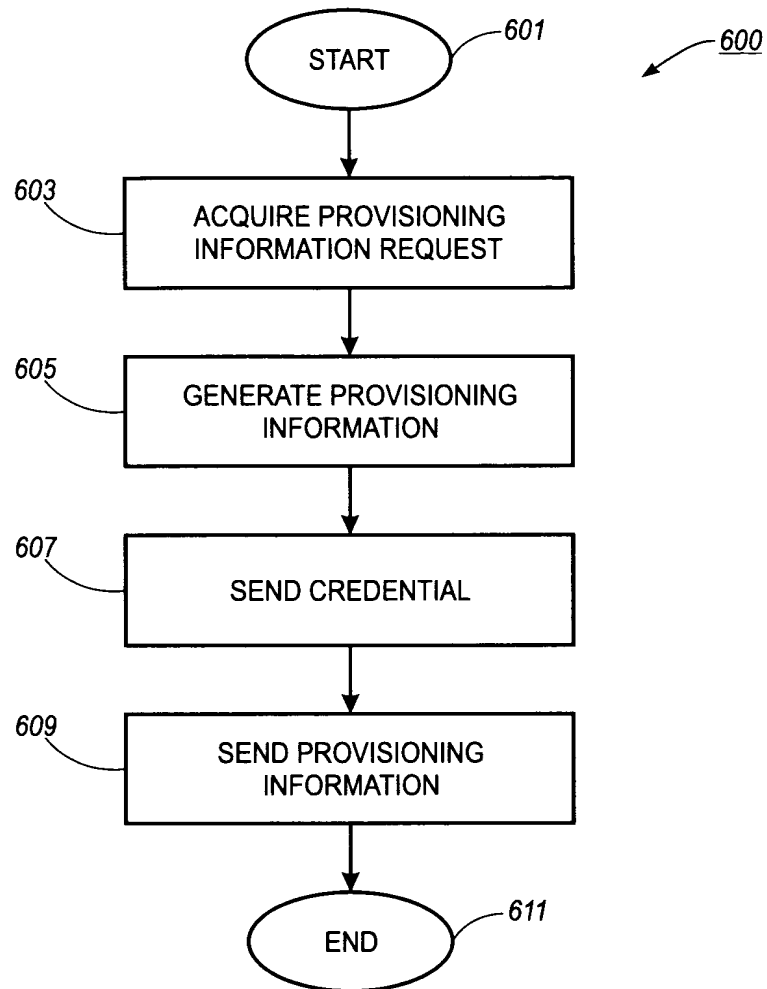 START
601
600
603
ACQUIRE PROVISIONING
INFORMATION REQUEST
605
GENERATE PROVISIONING
INFORMATION
607
SEND CREDENTIAL
609
SEND PROVISIONING
INFORMATION
END
611